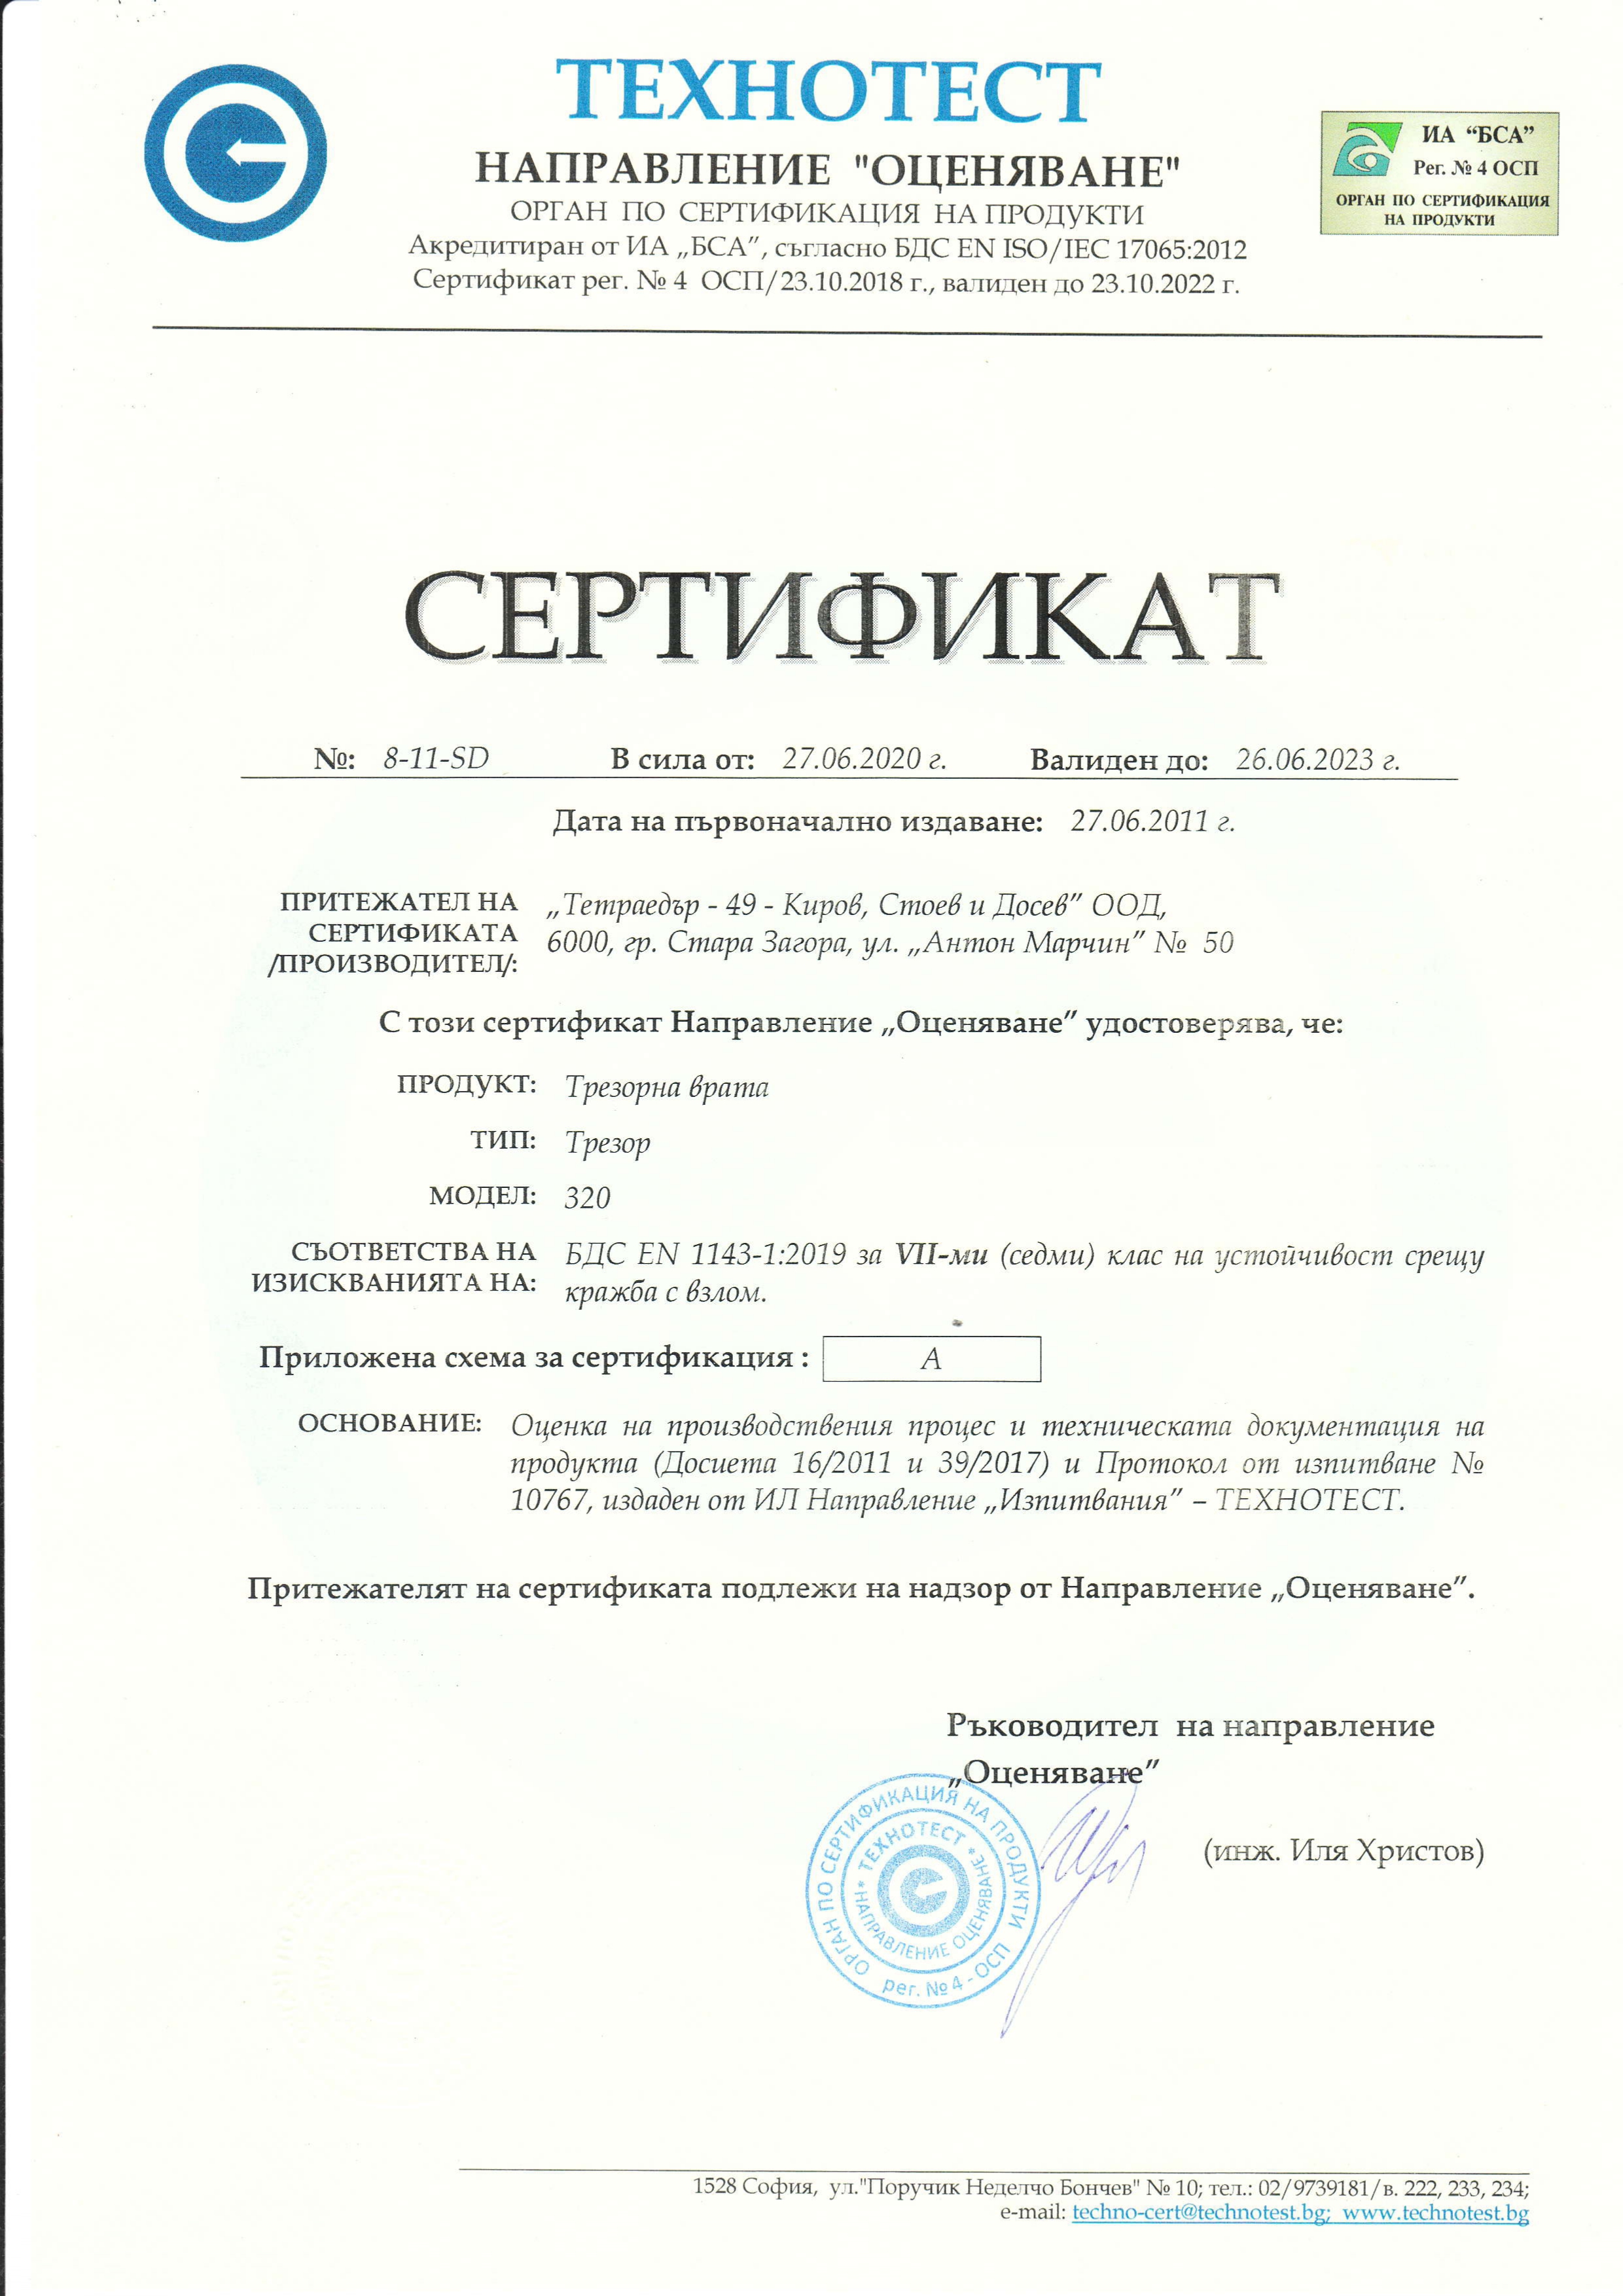 ТЕХНОТЕСТ
НАПРАВЛЕНИЕ "ОЦЕНЯВАНЕ"
ОРГАН ПО СЕРТИФИКАЦИЯ НА ПРОДУКТИ
Акредитиран от ИА „БСА”, съгласно БДС EN ISO/IEC 17065:2012
Сертификат рег. № 4 ОСП/23.10.2018 г., валиден до 23.10.2022 г.
ИА “БСА”
Рег. № 4 ОСП
ОРГАН ПО СЕРТИФИКАЦИЯ
НА ПРОДУКТИ
СЕРТИФИКАТ
№: 8-11-SD В сила от: 27.06.2020 г. Валиден до: 26.06.2023 г.
Дата на първоначално издаване: 27.06.2011 г.
ПРИТЕЖАТЕЛ НА
СЕРТИФИКАТА
/ПРОИЗВОДИТЕЛ/:
„Тетраедър - 49 - Киров, Стоев и Досев” ООД,
6000, гр. Стара Загора, ул. „Антон Марчин” № 50
С този сертификат Направление „Оценяване” удостоверява, че:
ПРОДУКТ: Трезорна врата
ТИП: Трезор
МОДЕЛ: 320
СЪОТВЕТСТВА НА
ИЗИСКВАНИЯТА НА:
БДС EN 1143-1:2019 за VII-ми (седми) клас на устойчивост срещу
кражба с взлом.
Приложена схема за сертификация : А
ОСНОВАНИЕ: Оценка на производствения процес и техническата документация на
продукта (Досиета 16/2011 и 39/2017) и Протокол от изпитване №
10767, издаден от ИЛ Направление „Изпитвания” – ТЕХНОТЕСТ.
Притежателят на сертификата подлежи на надзор от Направление „Оценяване”.
Ръководител на направление
„Оценяване”
(инж. Иля Христов)
ОРГАН ПО СЕРТИФИКАЦИЯ НА ПРОДУКТИ
рег. № 4 - ОСП
* ТЕХНОТЕСТ *
НАПРАВЛЕНИЕ ОЦЕНЯВАНЕ
1528 София, ул."Поручик Неделчо Бончев" № 10; тел.: 02/9739181/в. 222, 233, 234;
e-mail: techno-cert@technotest.bg; www.technotest.bg